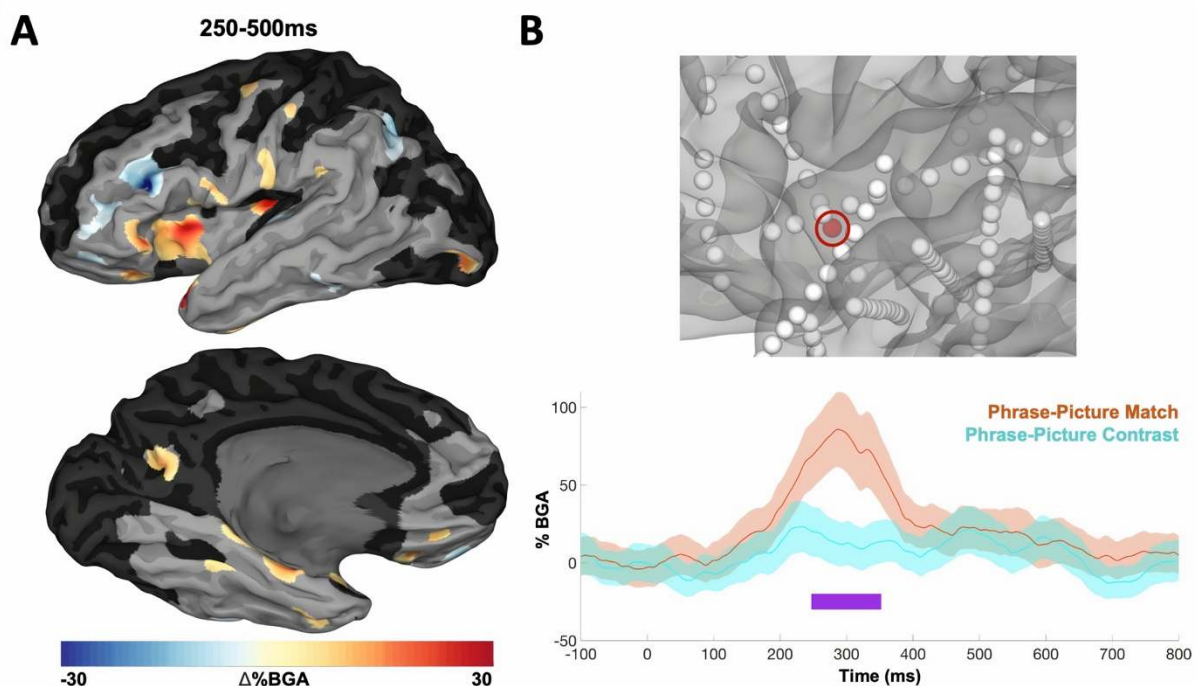 A
250-500ms
-30
Δ%BGA
30
B
Phrase-Picture Match
Phrase-Picture Contrast
100
50
0
-50
% BGA
-100
0
100
200
300
400
500
600
700
800
Time (ms)